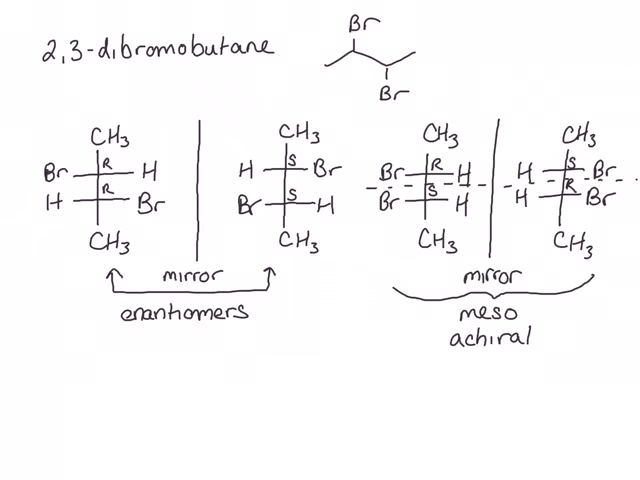 2,3-dibromobutane
Br
Br
CH3 CH3 CH3 CH3
Br R H H S Br Br R H H S Br
H R Br Br S H Br S H H R Br
CH3 CH3 CH3 CH3
mirror mirror
enantiomers meso
achiral